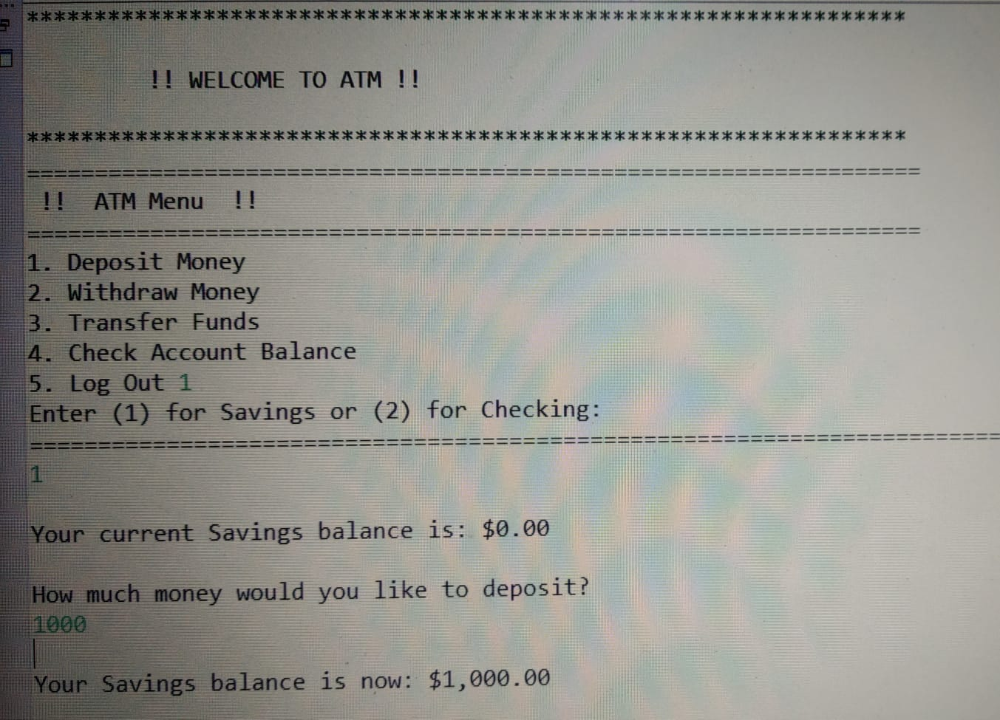 *****************************************************************
!! WELCOME TO ATM !!
*****************************************************************
==================================================================
!! ATM Menu !!
==================================================================
1. Deposit Money
2. Withdraw Money
3. Transfer Funds
4. Check Account Balance
5. Log Out 1
Enter (1) for Savings or (2) for Checking:
========================================================================
1
Your current Savings balance is: $0.00
How much money would you like to deposit?
1000
Your Savings balance is now: $1,000.00